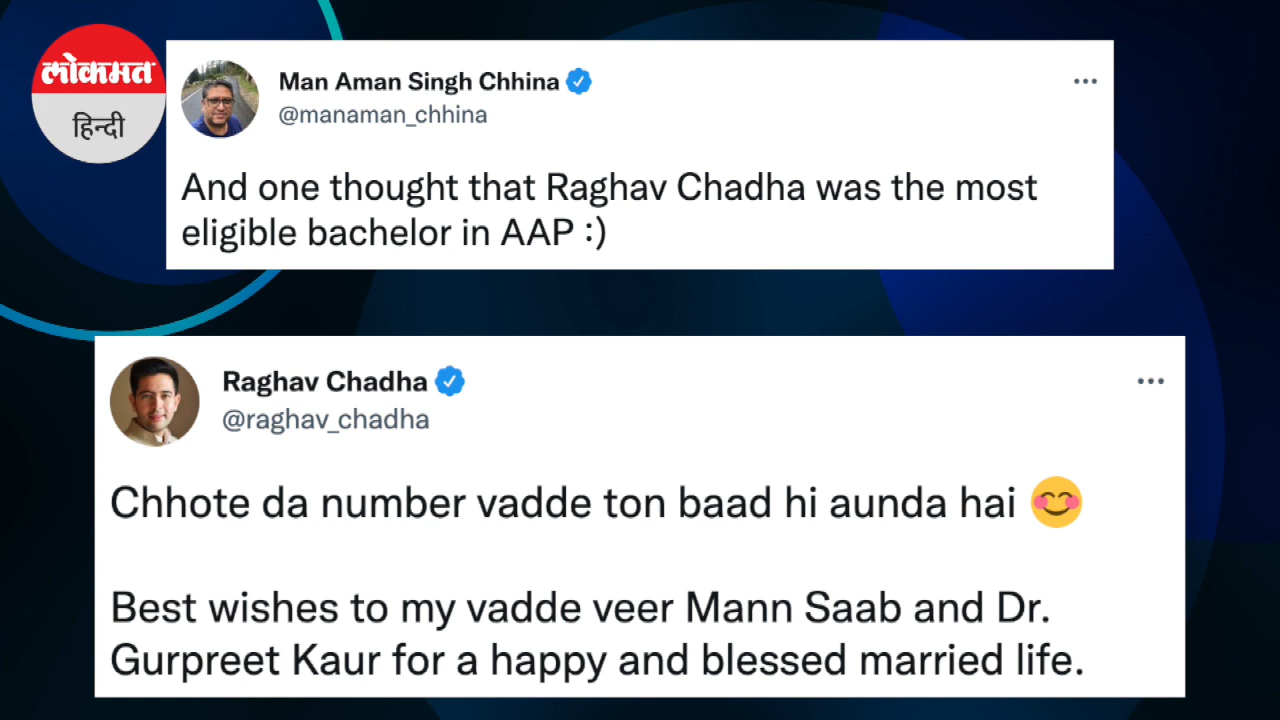 लोकमत
हिन्दी
Man Aman Singh Chhina
@manaman_chhina
And one thought that Raghav Chadha was the most
eligible bachelor in AAP :)
Raghav Chadha
@raghav_chadha
Chhote da number vadde ton baad hi aunda hai 😊
Best wishes to my vadde veer Mann Saab and Dr.
Gurpreet Kaur for a happy and blessed married life.